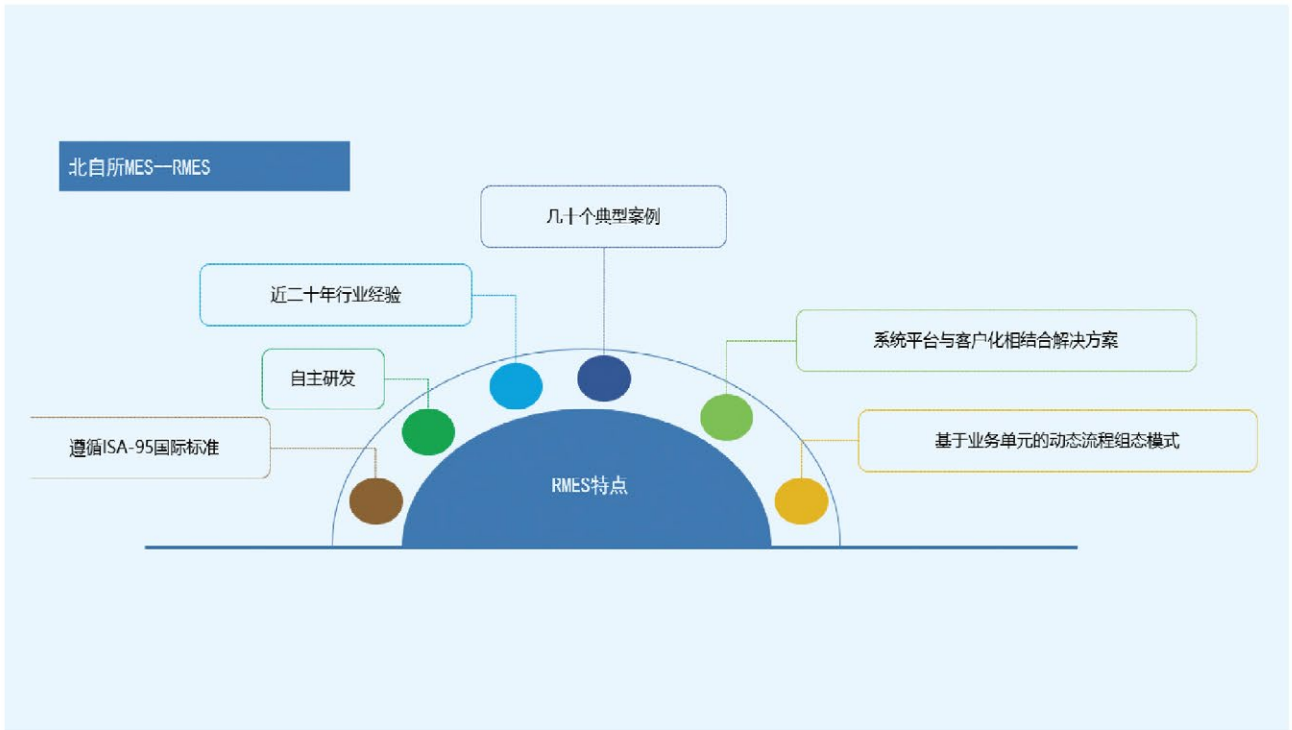 北自所MES—RMES
几十个典型案例
近二十年行业经验
系统平台与客户化相结合解决方案
自主研发
遵循ISA-95国际标准
基于业务单元的动态流程组态模式
RMES特点